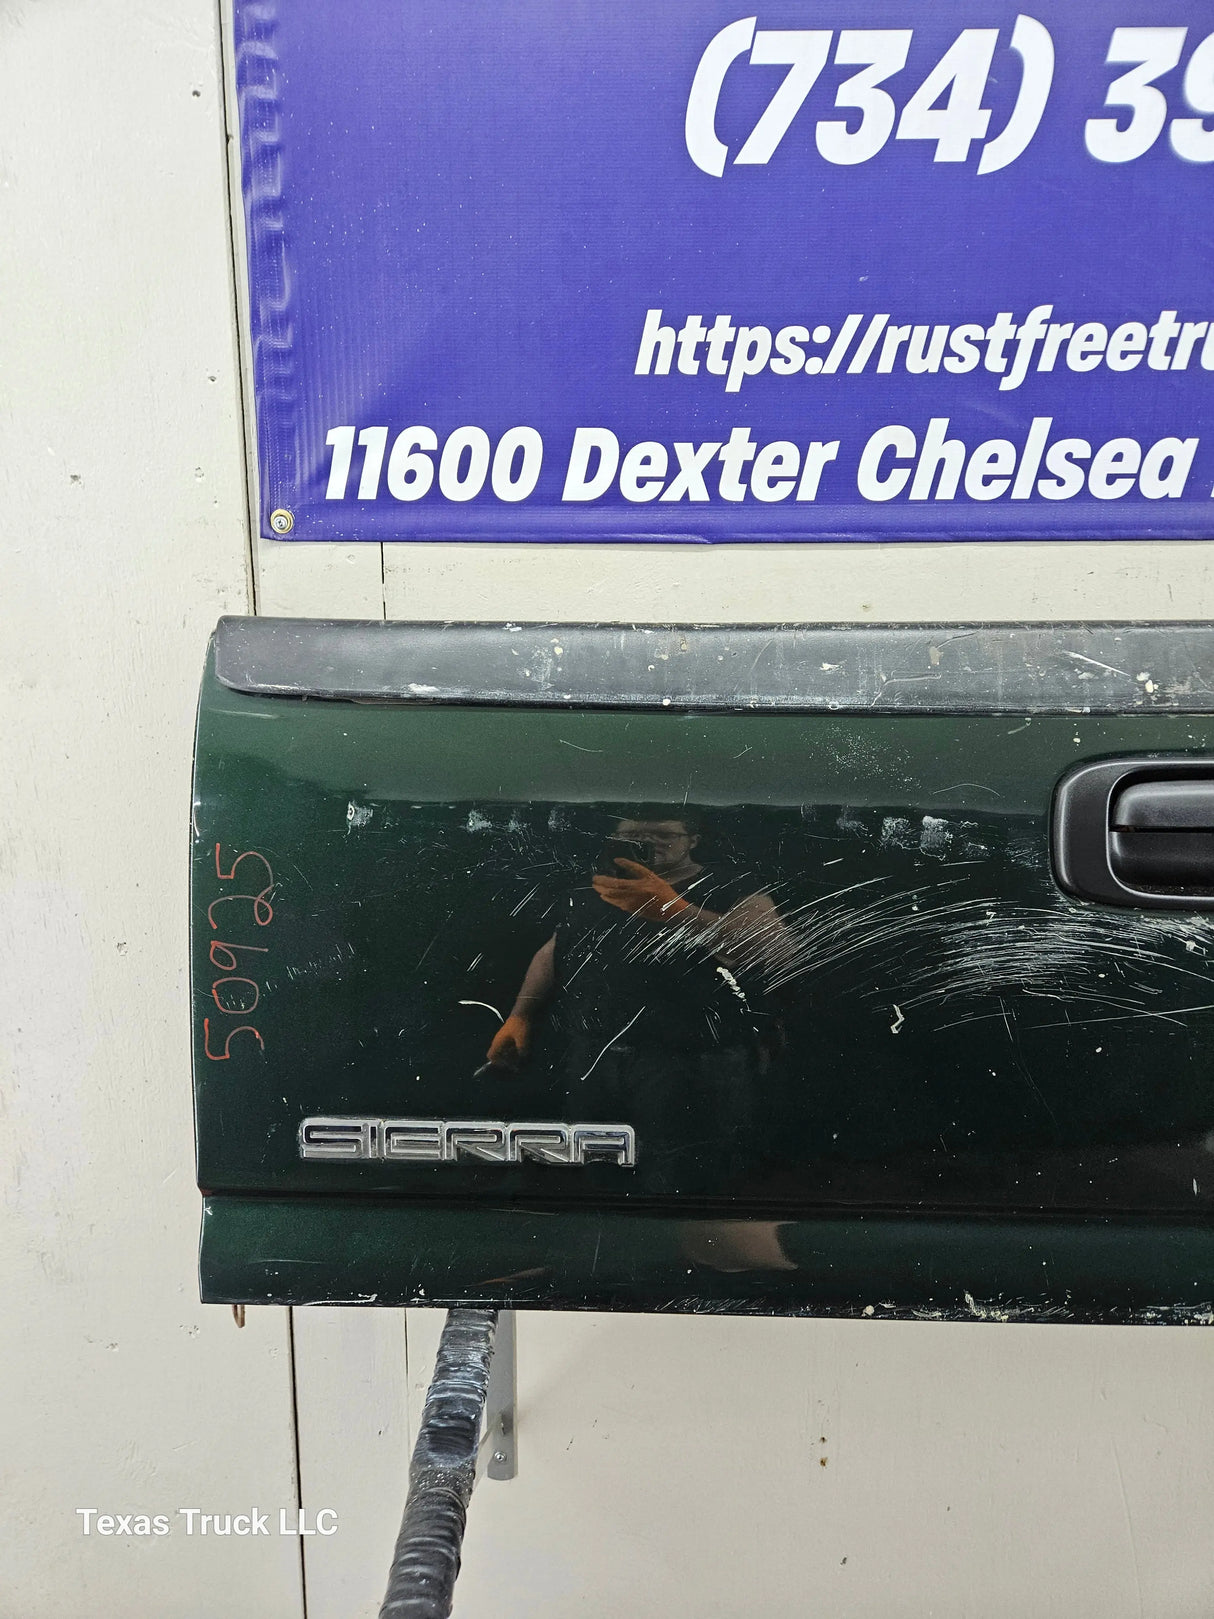 (734) 39
https://rustfreetru
11600 Dexter Chelsea
50925
SIERRA
Texas Truck LLC